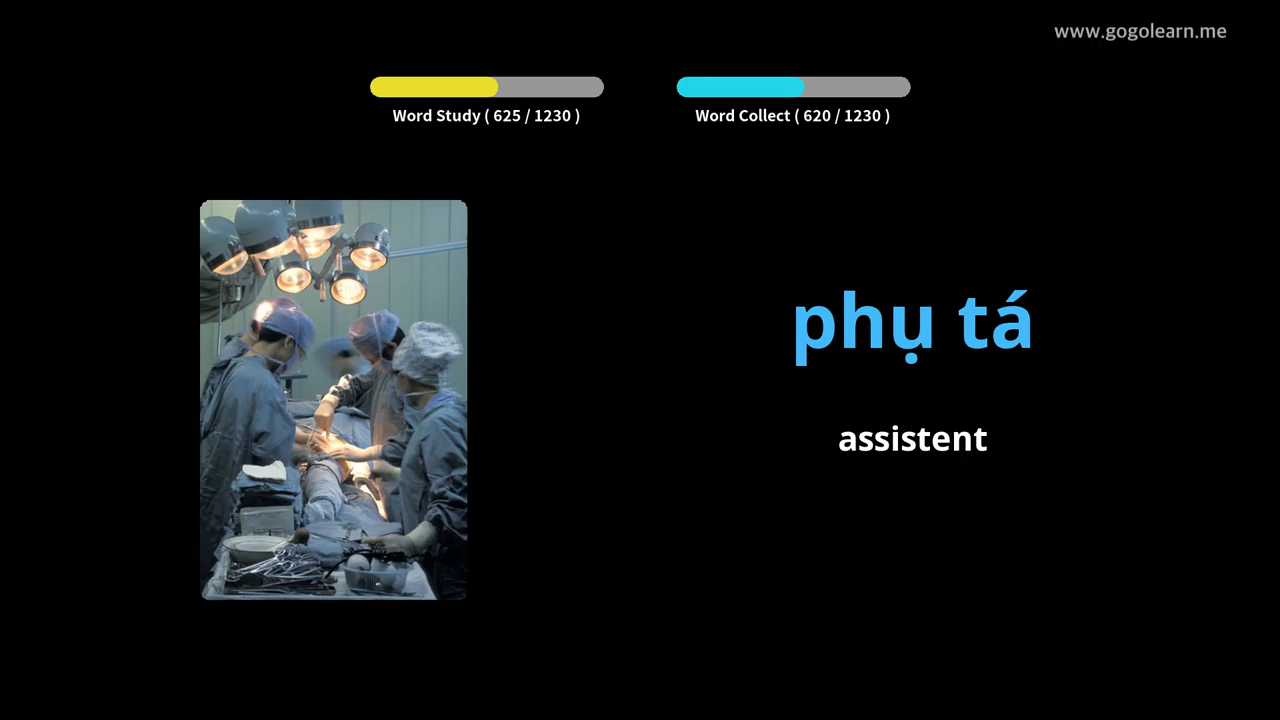 www.gogolearn.me
Word Study ( 625 / 1230 )
Word Collect ( 620 / 1230 )
phụ tá
assistent